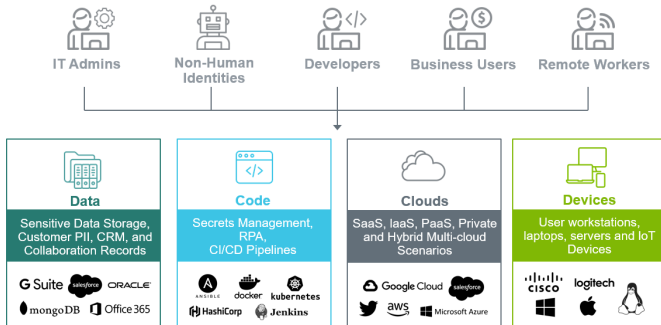 IT Admins
Non-Human
Identities
Developers
Business Users
Remote Workers
Data
Sensitive Data Storage,
Customer PII, CRM, and
Collaboration Records
G Suite
salesforce
ORACLE
mongoDB
Office 365
Code
Secrets Management,
RPA,
CI/CD Pipelines
ANSIBLE
docker
kubernetes
HashiCorp
Jenkins
Clouds
SaaS, IaaS, PaaS, Private
and Hybrid Multi-cloud
Scenarios
Google Cloud
salesforce
aws
Microsoft Azure
Devices
User workstations,
laptops, servers and IoT
Devices
CISCO
logitech